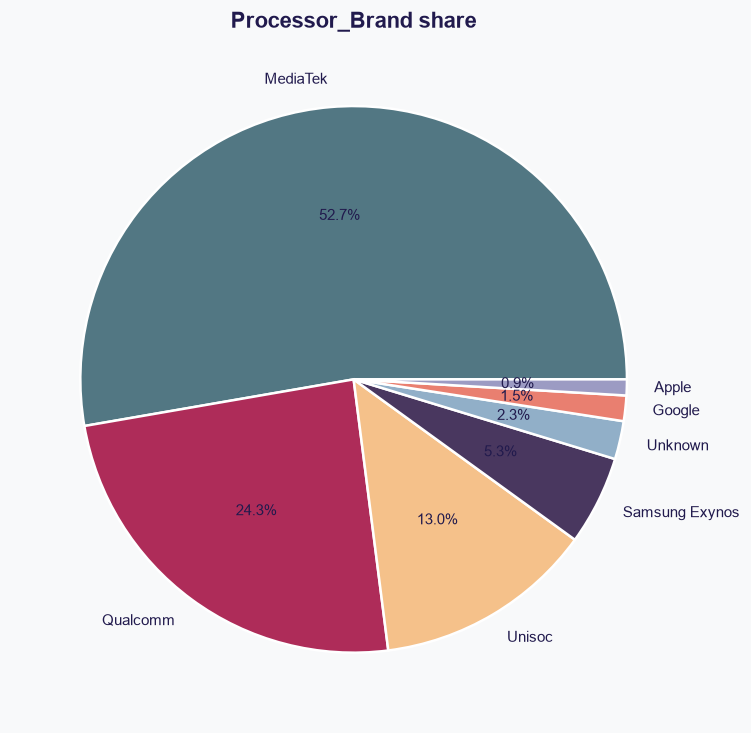 Processor_Brand share
MediaTek
52.7%
0.9%
Apple
1.5%
Google
2.3%
Unknown
5.3%
Samsung Exynos
24.3%
13.0%
Qualcomm
Unisoc